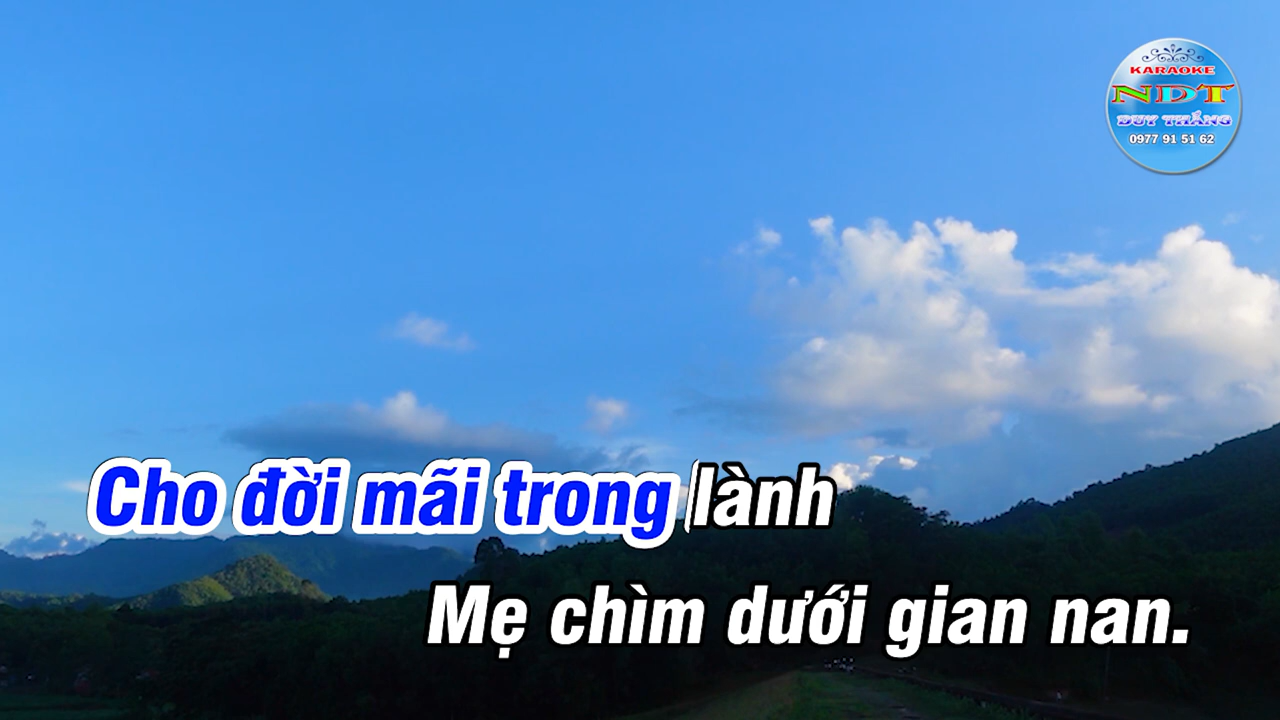 KARAOKE
NDT
DUY THẮNG
0977 91 51 62
Cho đời mãi trong lành
Mẹ chìm dưới gian nan.